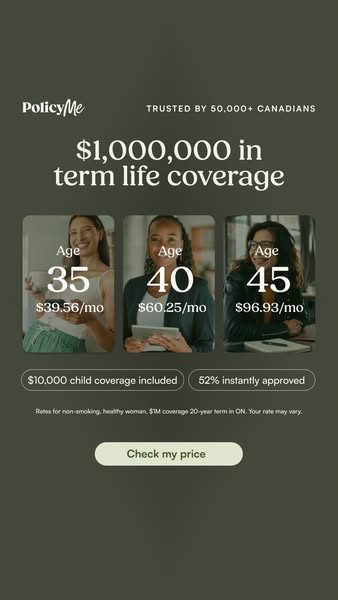 PolicyMe
TRUSTED BY 50,000+ CANADIANS
$1,000,000 in
term life coverage
Age
35
$39.56/mo
Age
40
$60.25/mo
Age
45
$96.93/mo
$10,000 child coverage included
52% instantly approved
Rates for non-smoking, healthy woman, $1M coverage 20-year term in ON. Your rate may vary.
Check my price